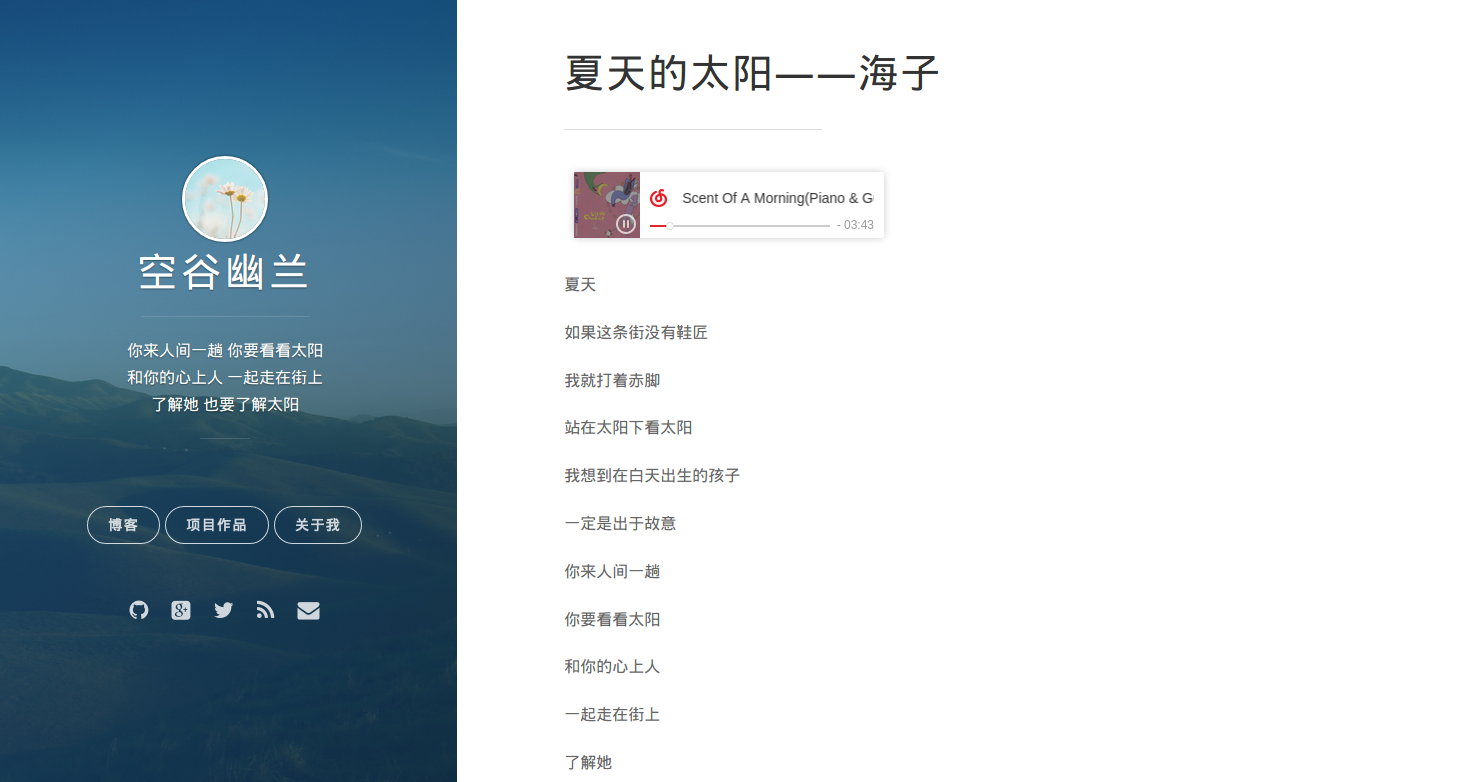 空谷幽兰
你来人间一趟 你要看看太阳
和你的心上人 一起走在街上
了解她 也要了解太阳
博客 项目作品 关于我
夏天的太阳——海子
Scent Of A Morning(Piano & G
- 03:43
夏天
如果这条街没有鞋匠
我就打着赤脚
站在太阳下看太阳
我想到在白天出生的孩子
一定是出于故意
你来人间一趟
你要看看太阳
和你的心上人
一起走在街上
了解她